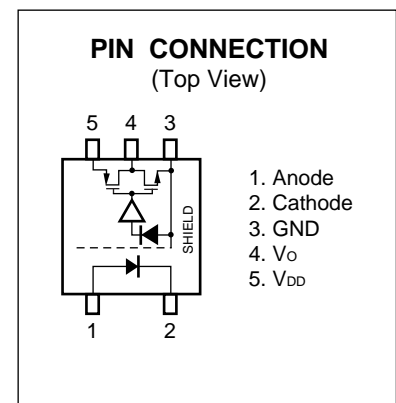 PIN CONNECTION
(Top View)
5 4 3
SHIELD
1 2
1. Anode
2. Cathode
3. GND
4. VO
5. VDD